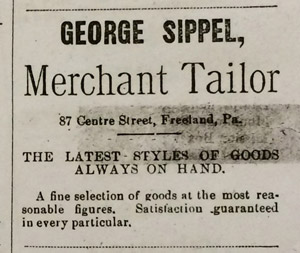 GEORGE SIPPEL,
Merchant Tailor
87 Centre Street, Freeland, Pa.
THE LATEST STYLES OF GOODS
ALWAYS ON HAND.
A fine selection of goods at the most rea-
sonable figures. Satisfaction guaranteed
in every particular.